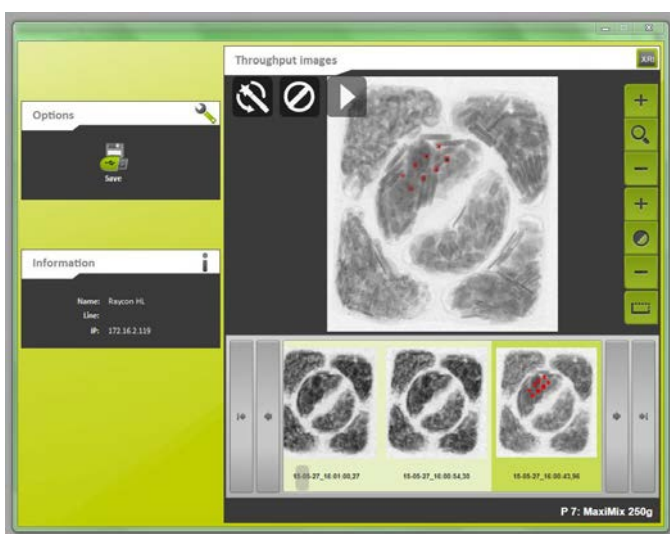 Throughput images
XRI
Options
Save
Information
Name: Raycon HL
Line:
IP: 172.16.2.119
15-05-27_16:01:00,27
15-05-27_16:00:54,30
15-05-27_16:00:43,96
P 7: MaxiMix 250g